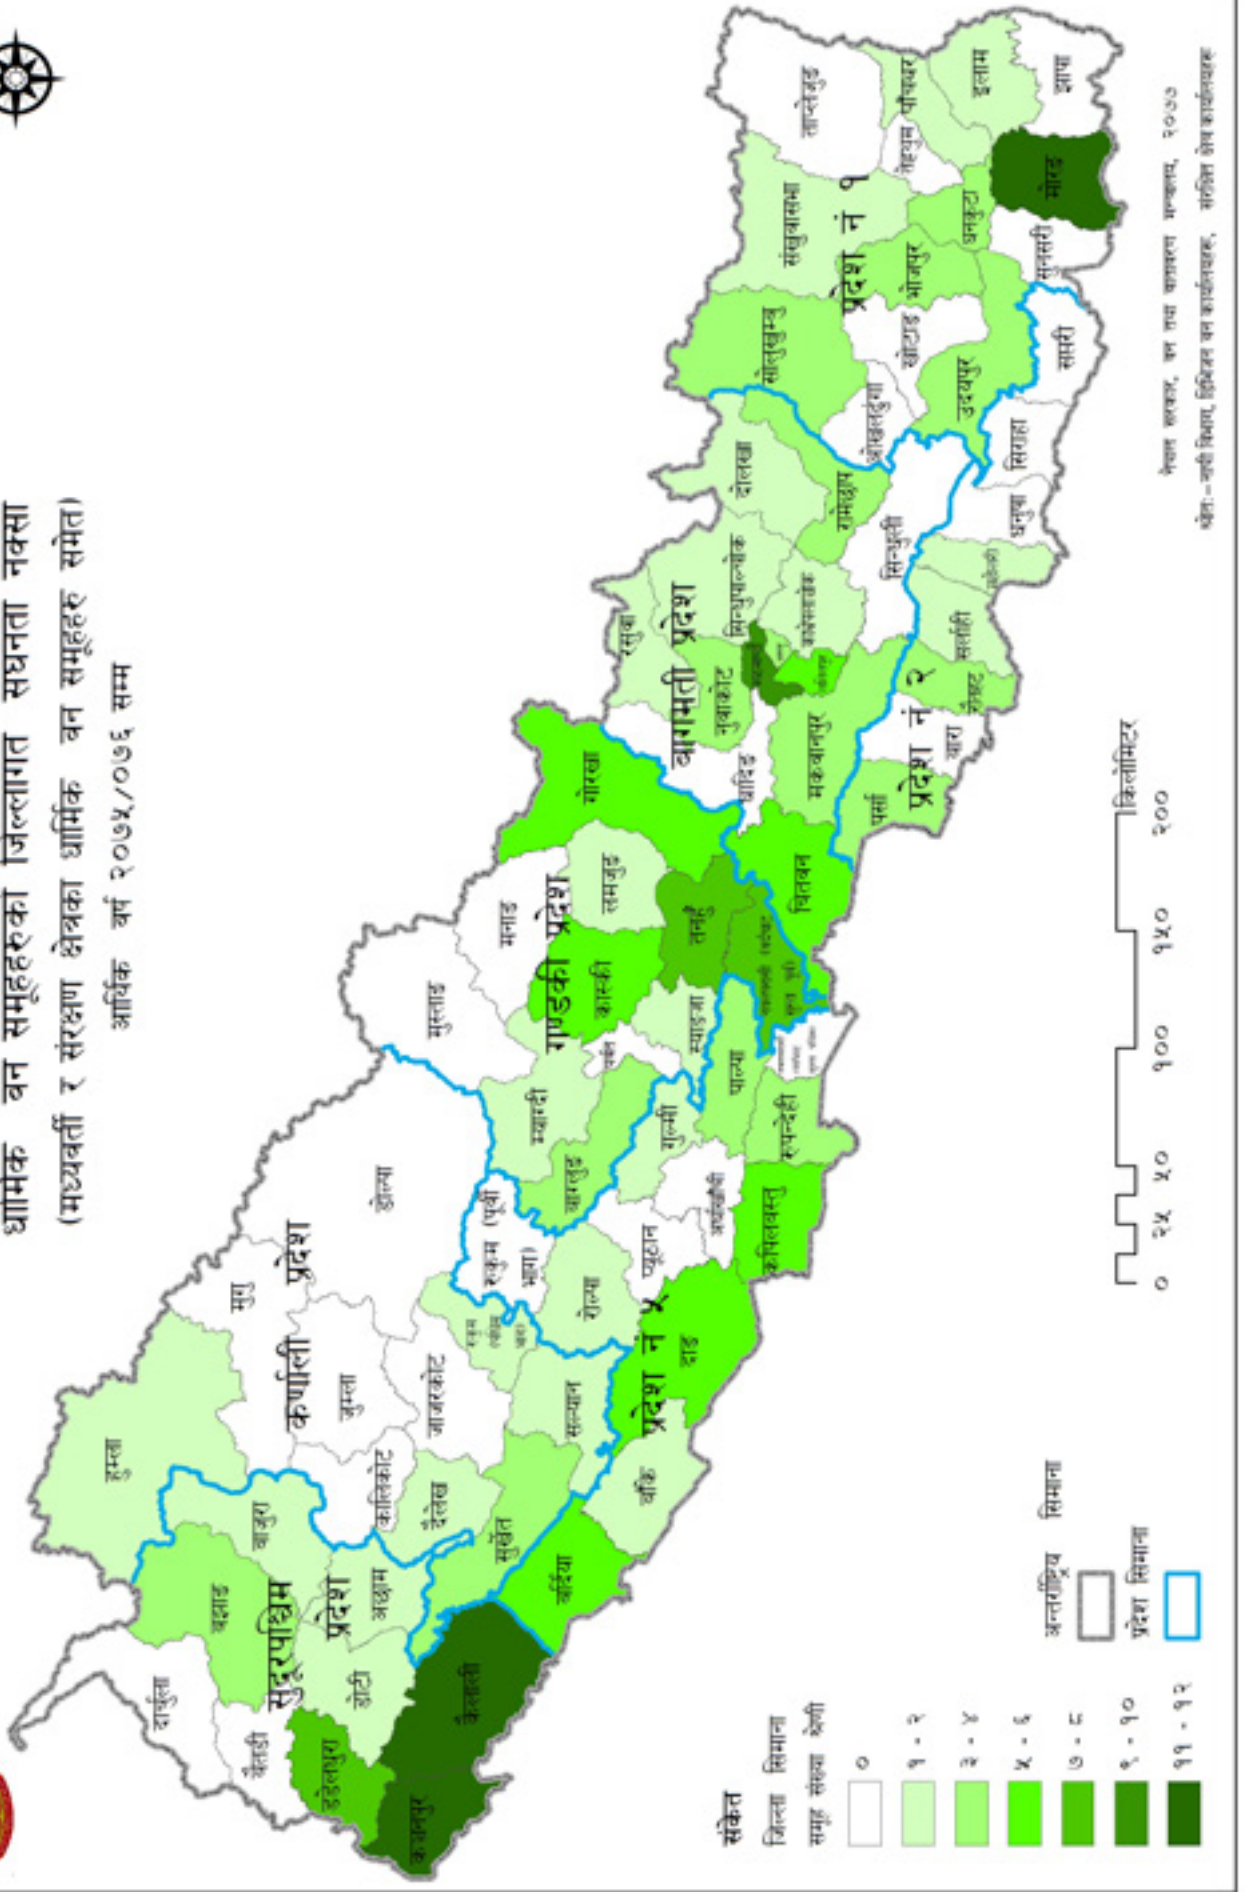 धार्मिक वन समूहहरुको जिल्लागत सघनता नक्सा
(मध्यवर्ती र संरक्षण क्षेत्रका धार्मिक वन समूहहरु समेत)
आर्थिक वर्ष २०७५/०७६ सम्म
दार्चुला
बैतडी
डडेलधुरा
कञ्चनपुर
कैलाली
डोटी
बझाङ
बाजुरा
अछाम
सुदूरपश्चिम
प्रदेश
हुम्ला
मुगु
जुम्ला
कालिकोट
दैलेख
जाजरकोट
डोल्पा
सुर्खेत
सल्यान
कर्णाली प्रदेश
रुकुम (पूर्वी
भाग)
रोल्पा
प्यूठान
दाङ
बाँके
बर्दिया
गुल्मी
पाल्पा
रुपन्देही
कपिलवस्तु
प्रदेश नं ५
मुस्ताङ
मनाङ
म्याग्दी
बाग्लुङ
कास्की
लमजुङ
गोरखा
तनहुँ
स्याङ्जा
गण्डकी प्रदेश
रसुवा
नुवाकोट
धादिङ
चितवन
मकवानपुर
सिन्धुपाल्चोक
दोलखा
रामेछाप
सिन्धुली
बागमती प्रदेश
पर्सा
बारा
रौतहट
सर्लाही
धनुषा
सिराहा
सप्तरी
प्रदेश नं २
सोलुखुम्बु
ओखलढुंगा
खोटाङ
उदयपुर
भोजपुर
संखुवासभा
धनकुटा
सुनसरी
मोरङ
ताप्लेजुङ
पाँचथर
इलाम
झापा
प्रदेश नं १
संकेत
जिल्ला सिमाना
समूह संख्या श्रेणी
०
१ - २
३ - ४
५ - ६
७ - ८
९ - १०
११ - १२
अन्तर्राष्ट्रिय सिमाना
प्रदेश सिमाना
० २५ ५० १०० १५० २००
किलोमिटर